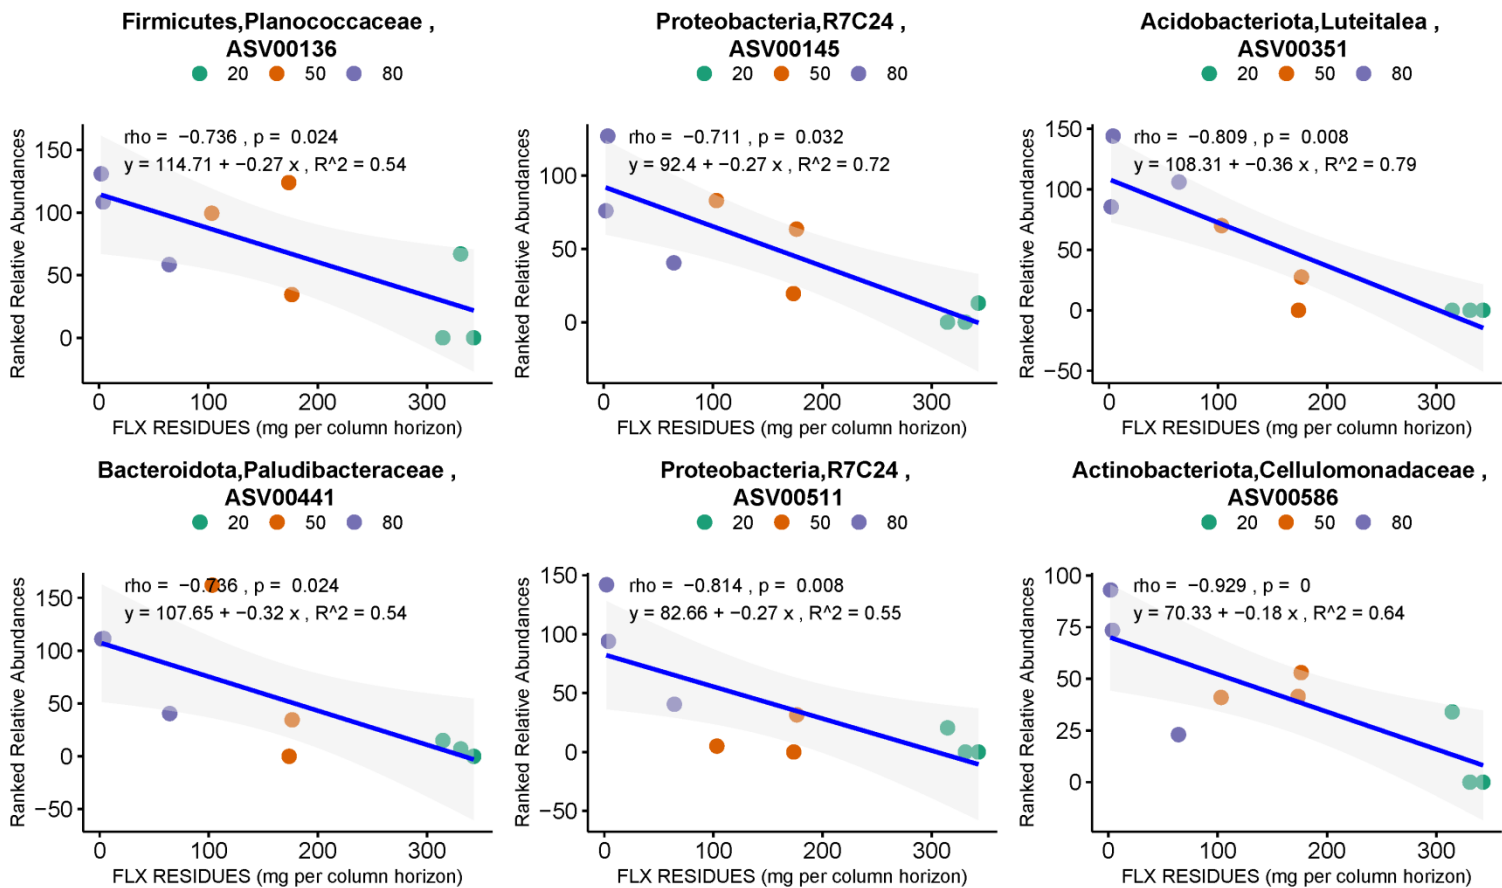 Firmicutes,Planococcaceae ,
ASV00136
20 50 80
rho = −0.736 , p = 0.024
y = 114.71 + −0.27 x , R^2 = 0.54
Ranked Relative Abundances
150
100
50
0
0 100 200 300
FLX RESIDUES (mg per column horizon)
Proteobacteria,R7C24 ,
ASV00145
20 50 80
rho = −0.711 , p = 0.032
y = 92.4 + −0.27 x , R^2 = 0.72
Ranked Relative Abundances
100
50
0
0 100 200 300
FLX RESIDUES (mg per column horizon)
Acidobacteriota,Luteitalea ,
ASV00351
20 50 80
rho = −0.809 , p = 0.008
y = 108.31 + −0.36 x , R^2 = 0.79
Ranked Relative Abundances
150
100
50
0
−50
0 100 200 300
FLX RESIDUES (mg per column horizon)
Bacteroidota,Paludibacteraceae ,
ASV00441
20 50 80
rho = −0.736 , p = 0.024
y = 107.65 + −0.32 x , R^2 = 0.54
Ranked Relative Abundances
150
100
50
0
−50
0 100 200 300
FLX RESIDUES (mg per column horizon)
Proteobacteria,R7C24 ,
ASV00511
20 50 80
rho = −0.814 , p = 0.008
y = 82.66 + −0.27 x , R^2 = 0.55
Ranked Relative Abundances
150
100
50
0
−50
0 100 200 300
FLX RESIDUES (mg per column horizon)
Actinobacteriota,Cellulomonadaceae ,
ASV00586
20 50 80
rho = −0.929 , p = 0
y = 70.33 + −0.18 x , R^2 = 0.64
Ranked Relative Abundances
100
75
50
25
0
0 100 200 300
FLX RESIDUES (mg per column horizon)